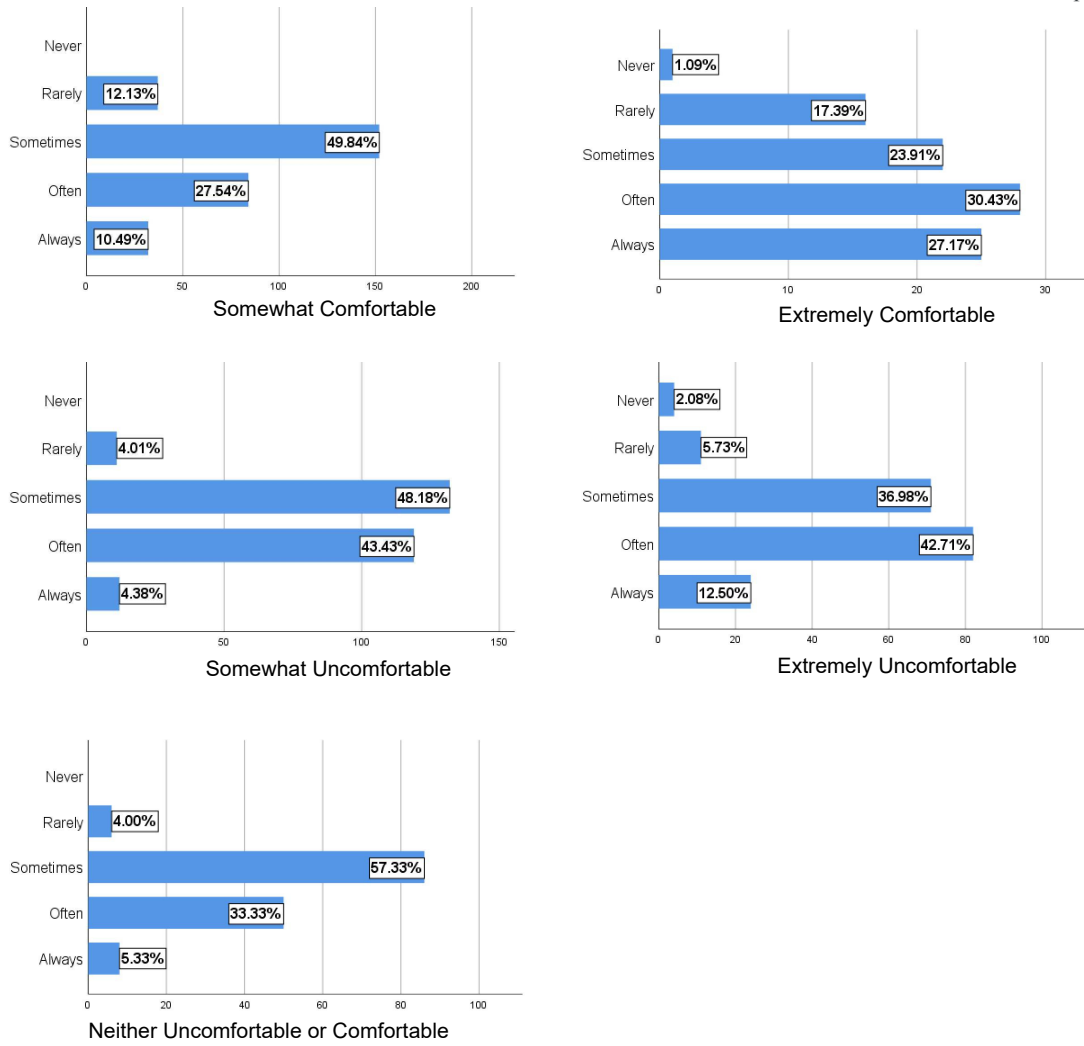 Never
Rarely
Sometimes
Often
Always
12.13%
49.84%
27.54%
10.49%
0 50 100 150 200
Somewhat Comfortable
Never
Rarely
Sometimes
Often
Always
1.09%
17.39%
23.91%
30.43%
27.17%
0 10 20 30
Extremely Comfortable
Never
Rarely
Sometimes
Often
Always
4.01%
48.18%
43.43%
4.38%
0 50 100 150
Somewhat Uncomfortable
Never
Rarely
Sometimes
Often
Always
2.08%
5.73%
36.98%
42.71%
12.50%
0 20 40 60 80 100
Extremely Uncomfortable
Never
Rarely
Sometimes
Often
Always
4.00%
57.33%
33.33%
5.33%
0 20 40 60 80 100
Neither Uncomfortable or Comfortable